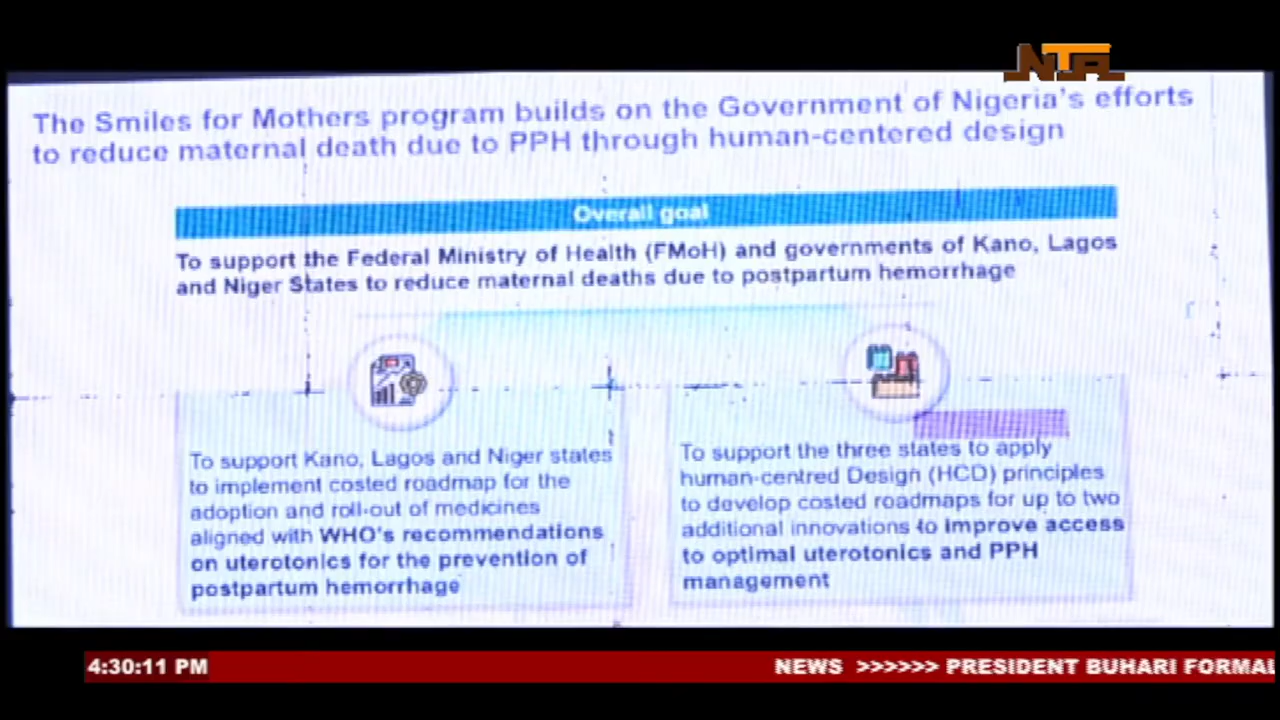 NTA
The Smiles for Mothers program builds on the Government of Nigeria's efforts
to reduce maternal death due to PPH through human-centered design
Overall goal
To support the Federal Ministry of Health (FMoH) and governments of Kano, Lagos
and Niger States to reduce maternal deaths due to postpartum hemorrhage
To support Kano, Lagos and Niger states
to implement costed roadmap for the
adoption and roll-out of medicines
aligned with WHO's recommendations
on uterotonics for the prevention of
postpartum hemorrhage
To support the three states to apply
human-centred Design (HCD) principles
to develop costed roadmaps for up to two
additional innovations to improve access
to optimal uterotonics and PPH
management
4:30:11 PM
NEWS >>>>>> PRESIDENT BUHARI FORMAL